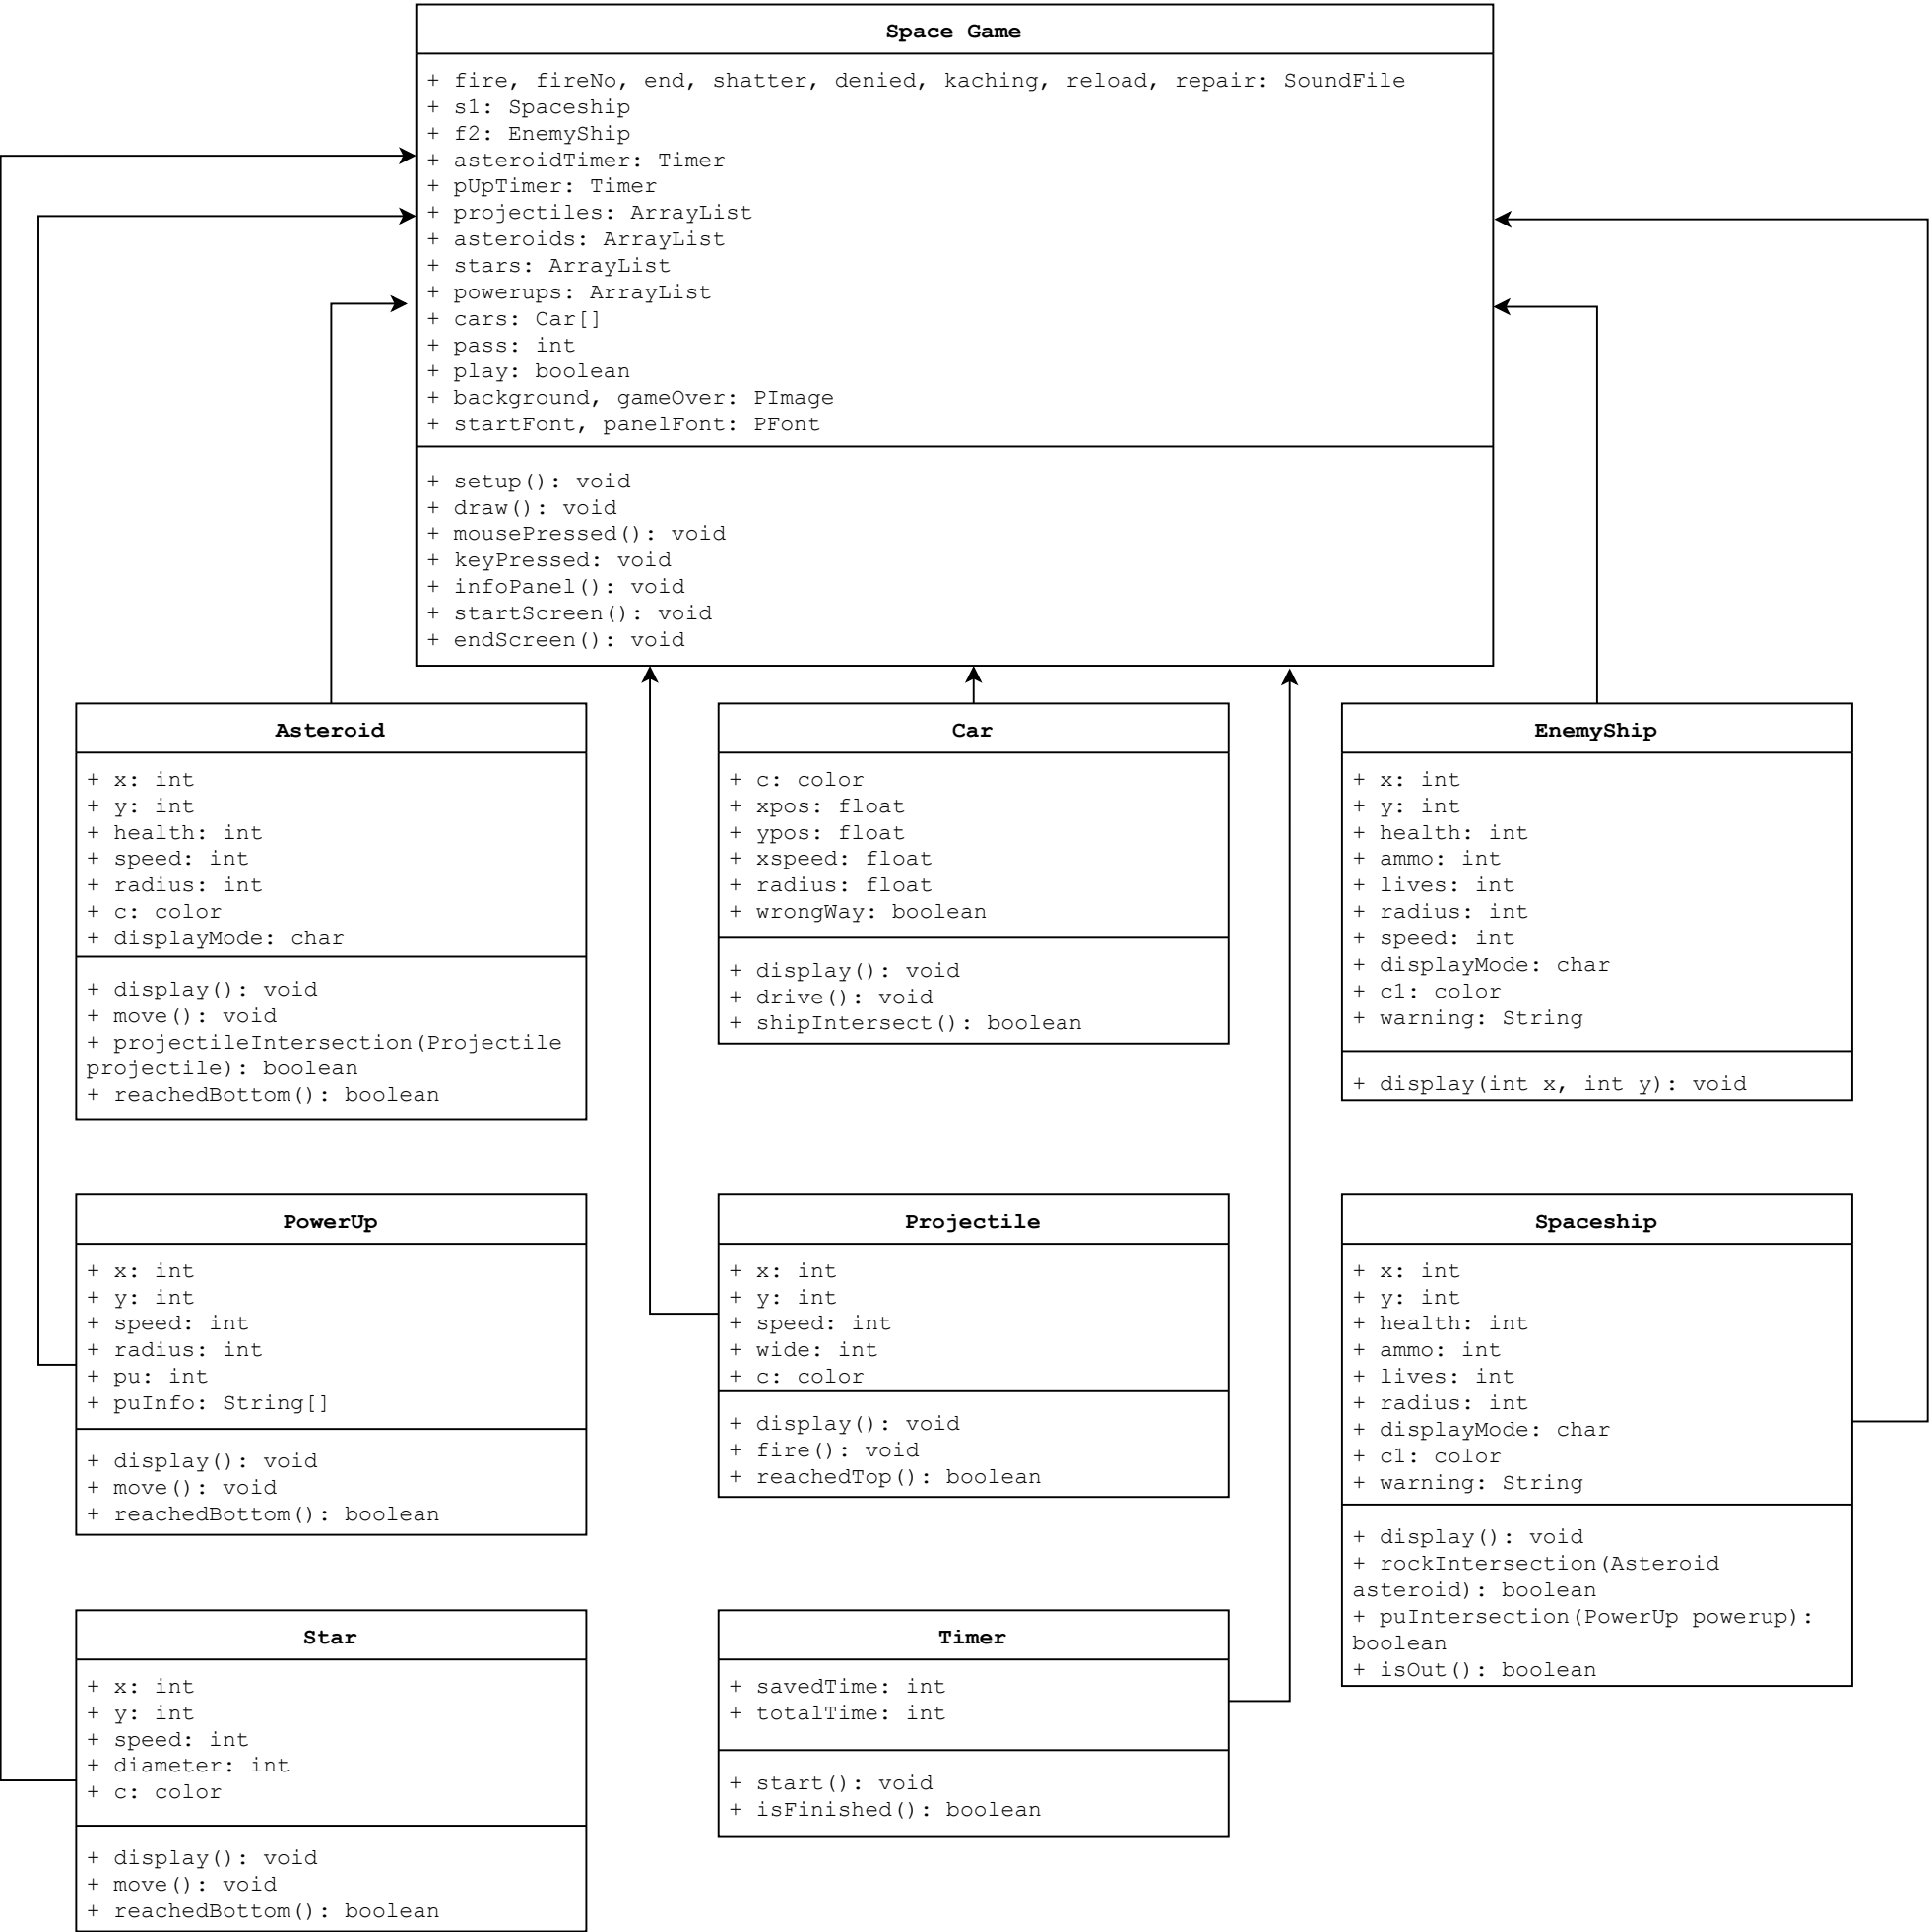 Space Game
+ fire, fireNo, end, shatter, denied, kaching, reload, repair: SoundFile
+ s1: Spaceship
+ f2: EnemyShip
+ asteroidTimer: Timer
+ pUpTimer: Timer
+ projectiles: ArrayList
+ asteroids: ArrayList
+ stars: ArrayList
+ powerups: ArrayList
+ cars: Car[]
+ pass: int
+ play: boolean
+ background, gameOver: PImage
+ startFont, panelFont: PFont
+ setup(): void
+ draw(): void
+ mousePressed(): void
+ keyPressed: void
+ infoPanel(): void
+ startScreen(): void
+ endScreen(): void
Asteroid
+ x: int
+ y: int
+ health: int
+ speed: int
+ radius: int
+ c: color
+ displayMode: char
+ display(): void
+ move(): void
+ projectileIntersection(Projectile
projectile): boolean
+ reachedBottom(): boolean
Car
+ c: color
+ xpos: float
+ ypos: float
+ xspeed: float
+ radius: float
+ wrongWay: boolean
+ display(): void
+ drive(): void
+ shipIntersect(): boolean
EnemyShip
+ x: int
+ y: int
+ health: int
+ ammo: int
+ lives: int
+ radius: int
+ speed: int
+ displayMode: char
+ c1: color
+ warning: String
+ display(int x, int y): void
PowerUp
+ x: int
+ y: int
+ speed: int
+ radius: int
+ pu: int
+ puInfo: String[]
+ display(): void
+ move(): void
+ reachedBottom(): boolean
Projectile
+ x: int
+ y: int
+ speed: int
+ wide: int
+ c: color
+ display(): void
+ fire(): void
+ reachedTop(): boolean
Spaceship
+ x: int
+ y: int
+ health: int
+ ammo: int
+ lives: int
+ radius: int
+ displayMode: char
+ c1: color
+ warning: String
+ display(): void
+ rockIntersection(Asteroid
asteroid): boolean
+ puIntersection(PowerUp powerup):
boolean
+ isOut(): boolean
Star
+ x: int
+ y: int
+ speed: int
+ diameter: int
+ c: color
+ display(): void
+ move(): void
+ reachedBottom(): boolean
Timer
+ savedTime: int
+ totalTime: int
+ start(): void
+ isFinished(): boolean